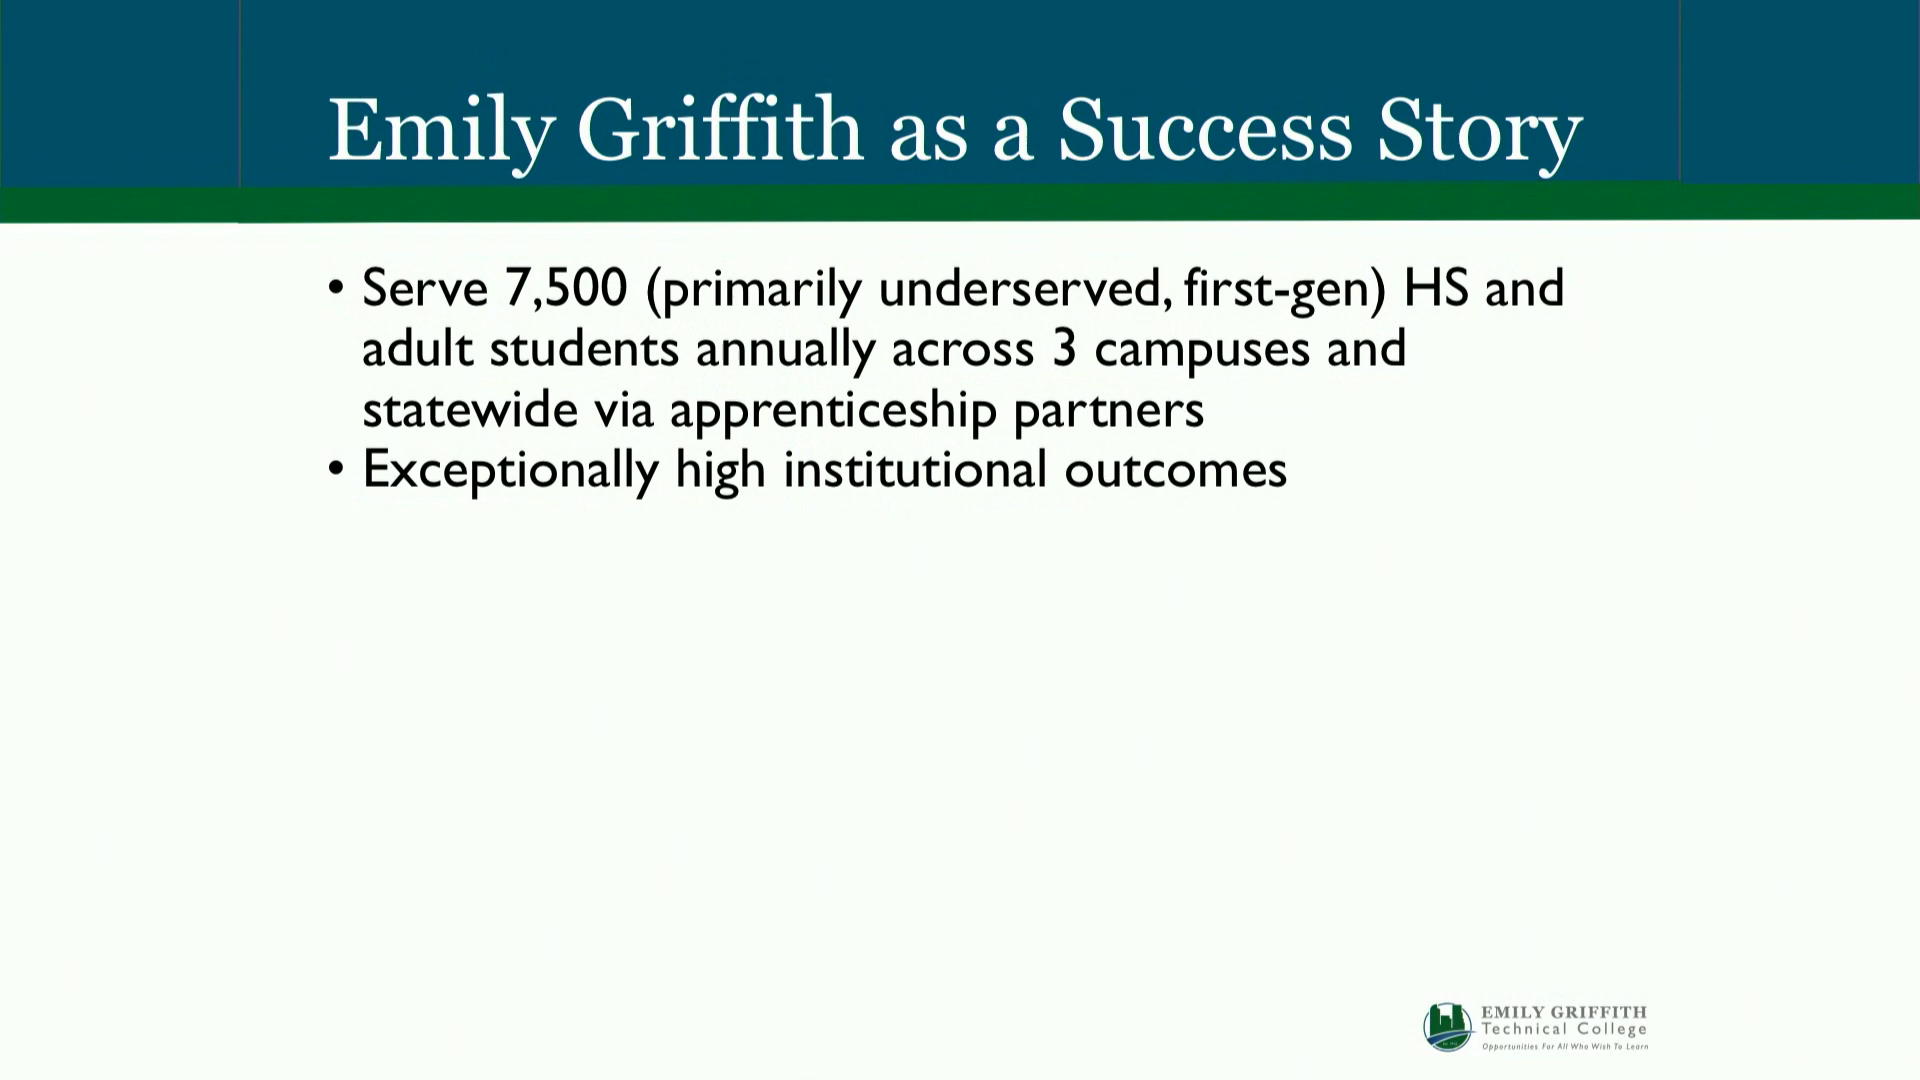 Emily Griffith as a Success Story
• Serve 7,500 (primarily underserved, first-gen) HS and
adult students annually across 3 campuses and
statewide via apprenticeship partners
• Exceptionally high institutional outcomes
EMILY GRIFFITH
Technical College
Opportunities For All Who Wish To Learn